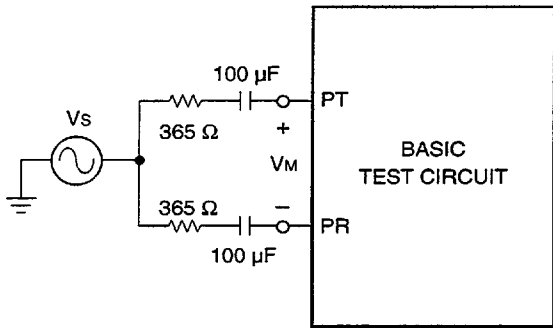 100 µF
PT
VS
365 Ω
+
VM
BASIC
TEST CIRCUIT
365 Ω
−
PR
100 µF